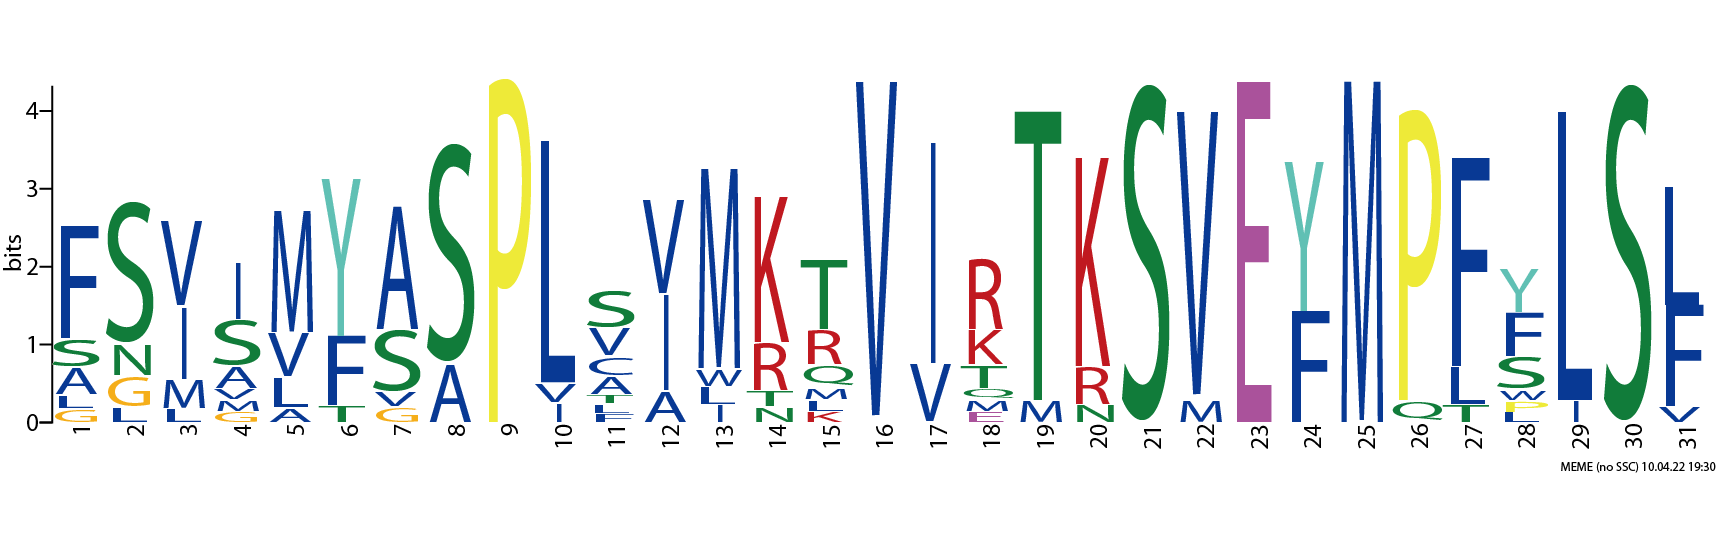 4
3
2
1
0
bits
F S V I M Y A S P L S V M K T V I R T K S V E Y M P F Y L S L
S N I S V F S A V V W R R V K M R F Q L F I F
A G M A L T V I C A L T Q M T N T S V
L L L V A G A I N M Q W
G M T L M P
G L K E L
E
1 2 3 4 5 6 7 8 9 10 11 12 13 14 15 16 17 18 19 20 21 22 23 24 25 26 27 28 29 30 31
MEME (no SSC) 10.04.22 19:30